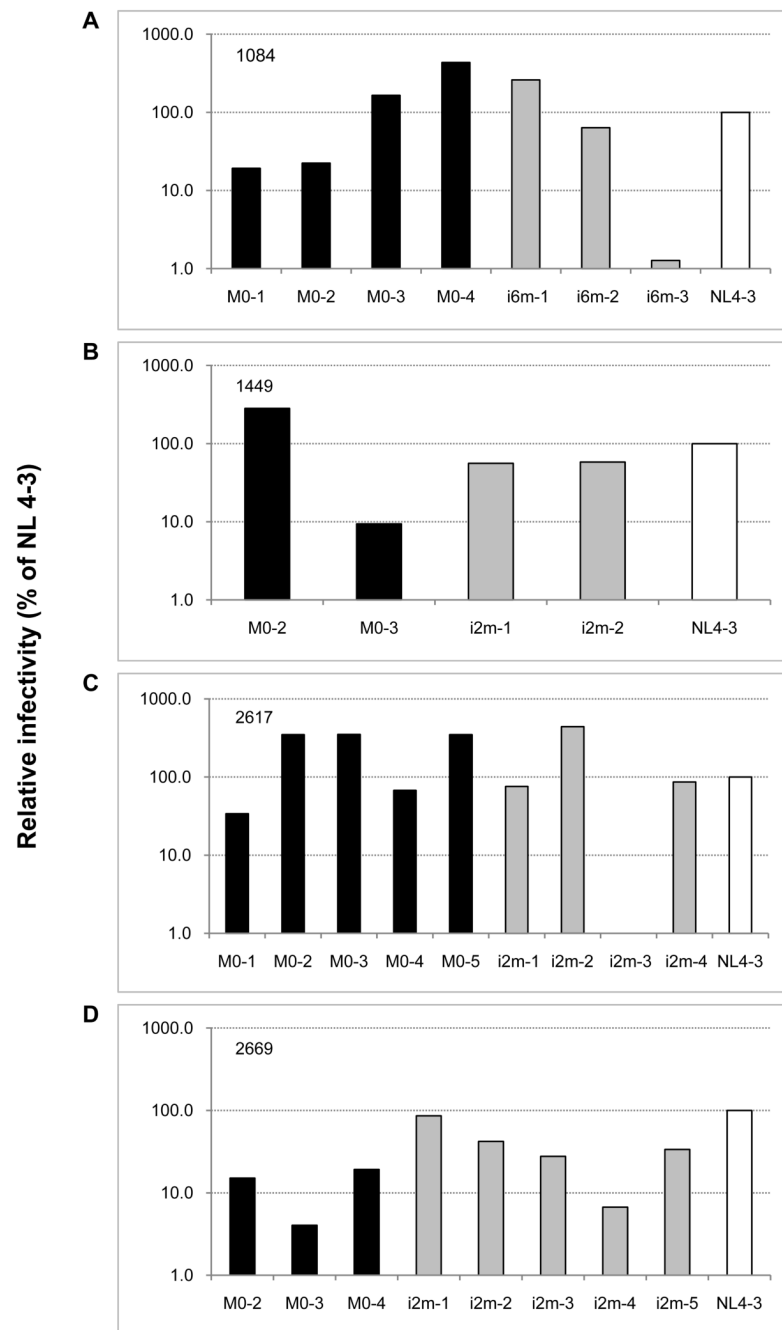 Relative infectivity (% of NL 4-3)
A
1084
1000.0
100.0
10.0
1.0
M0-1 M0-2 M0-3 M0-4 i6m-1 i6m-2 i6m-3 NL4-3
B
1449
1000.0
100.0
10.0
1.0
M0-2 M0-3 i2m-1 i2m-2 NL4-3
C
2617
1000.0
100.0
10.0
1.0
M0-1 M0-2 M0-3 M0-4 M0-5 i2m-1 i2m-2 i2m-3 i2m-4 NL4-3
D
2669
1000.0
100.0
10.0
1.0
M0-2 M0-3 M0-4 i2m-1 i2m-2 i2m-3 i2m-4 i2m-5 NL4-3